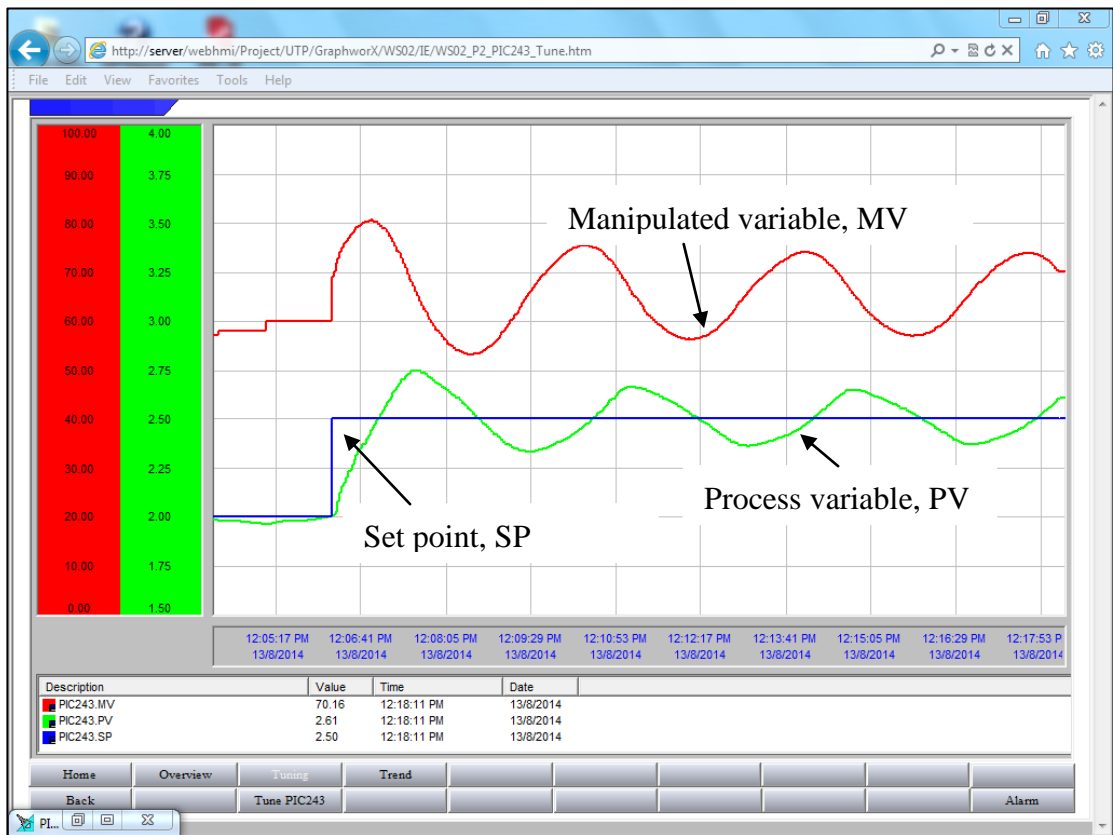 http://server/webhmi/Project/UTP/GraphworX/WS02/IE/WS02_P2_PIC243_Tune.htm
File Edit View Favorites Tools Help
100.00 4.00
90.00 3.75
80.00 3.50
Manipulated variable, MV
70.00 3.25
60.00 3.00
50.00 2.75
40.00 2.50
30.00 2.25
Process variable, PV
20.00 2.00
Set point, SP
10.00 1.75
0.00 1.50
12:05:17 PM 12:06:41 PM 12:08:05 PM 12:09:29 PM 12:10:53 PM 12:12:17 PM 12:13:41 PM 12:15:05 PM 12:16:29 PM 12:17:53 P
13/8/2014 13/8/2014 13/8/2014 13/8/2014 13/8/2014 13/8/2014 13/8/2014 13/8/2014 13/8/2014 13/8/2014
Description Value Time Date
PIC243.MV 70.16 12:18:11 PM 13/8/2014
PIC243.PV 2.61 12:18:11 PM 13/8/2014
PIC243.SP 2.50 12:18:11 PM 13/8/2014
Home Overview Tuning Trend
Back Tune PIC243 Alarm
PI...